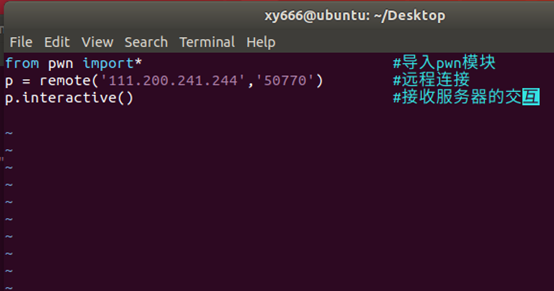 xy666@ubuntu: ~/Desktop
File Edit View Search Terminal Help
from pwn import* #导入pwn模块
p = remote('111.200.241.244','50770') #远程连接
p.interactive() #接收服务器的交互
~
~
~
~
~
~
~
~
~
~